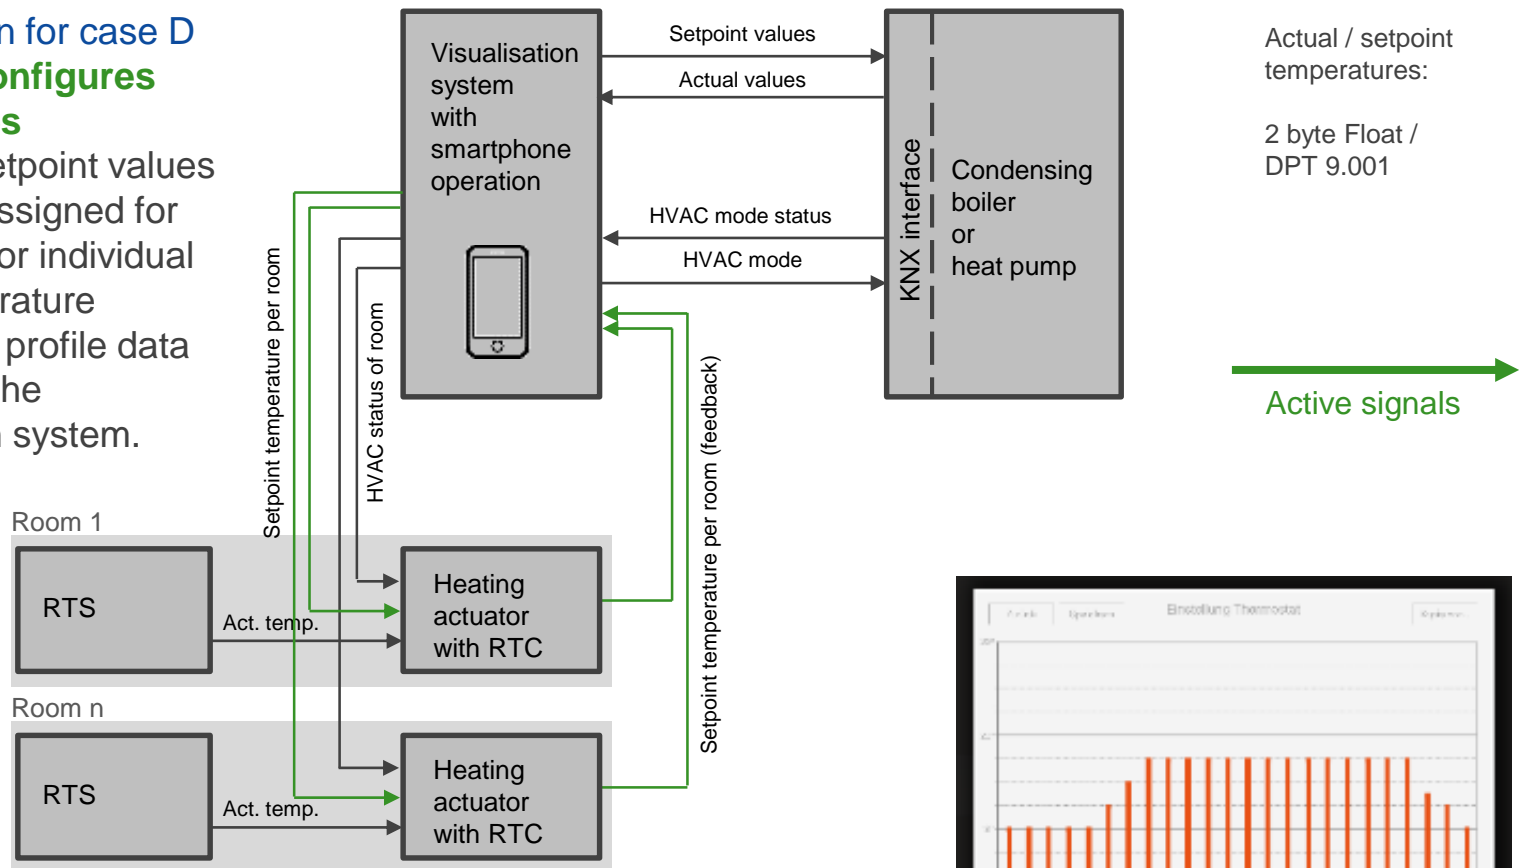 n for case D
onfigures
s
etpoint values
assigned for
or individual
rature
profile data
he
n system.
Visualisation
system
with
smartphone
operation
Setpoint values
Actual values
HVAC mode status
HVAC mode
KNX interface
Condensing
boiler
or
heat pump
Actual / setpoint
temperatures:
2 byte Float /
DPT 9.001
Active signals
Setpoint temperature per room
HVAC status of room
Setpoint temperature per room (feedback)
Room 1
RTS
Act. temp.
Heating
actuator
with RTC
Room n
RTS
Act. temp.
Heating
actuator
with RTC
Einstellung Thermostat